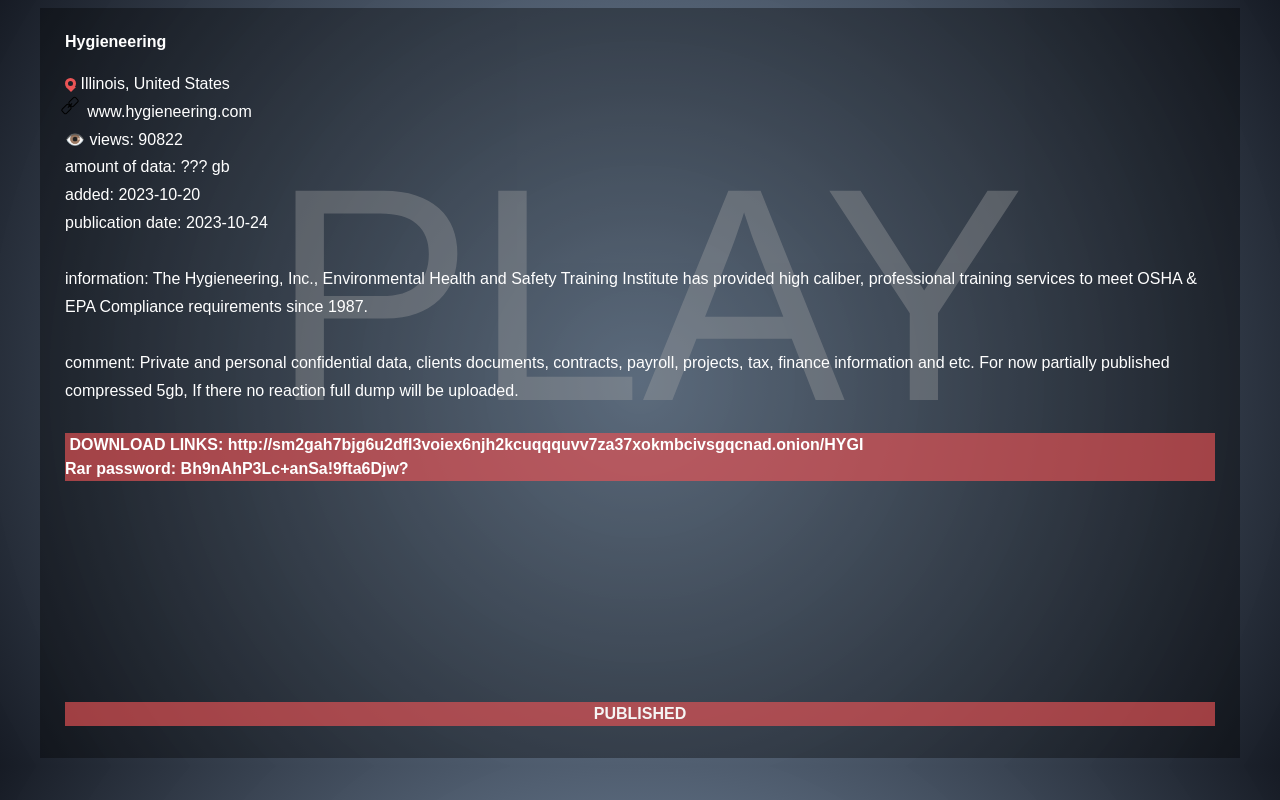 Hygieneering
Illinois, United States
www.hygieneering.com
views: 90822
amount of data: ??? gb
added: 2023-10-20
publication date: 2023-10-24
PLAY
information: The Hygieneering, Inc., Environmental Health and Safety Training Institute has provided high caliber, professional training services to meet OSHA &
EPA Compliance requirements since 1987.
comment: Private and personal confidential data, clients documents, contracts, payroll, projects, tax, finance information and etc. For now partially published
compressed 5gb, If there no reaction full dump will be uploaded.
DOWNLOAD LINKS: http://sm2gah7bjg6u2dfl3voiex6njh2kcuqqquvv7za37xokmbcivsgqcnad.onion/HYGI
Rar password: Bh9nAhP3Lc+anSa!9fta6Djw?
PUBLISHED